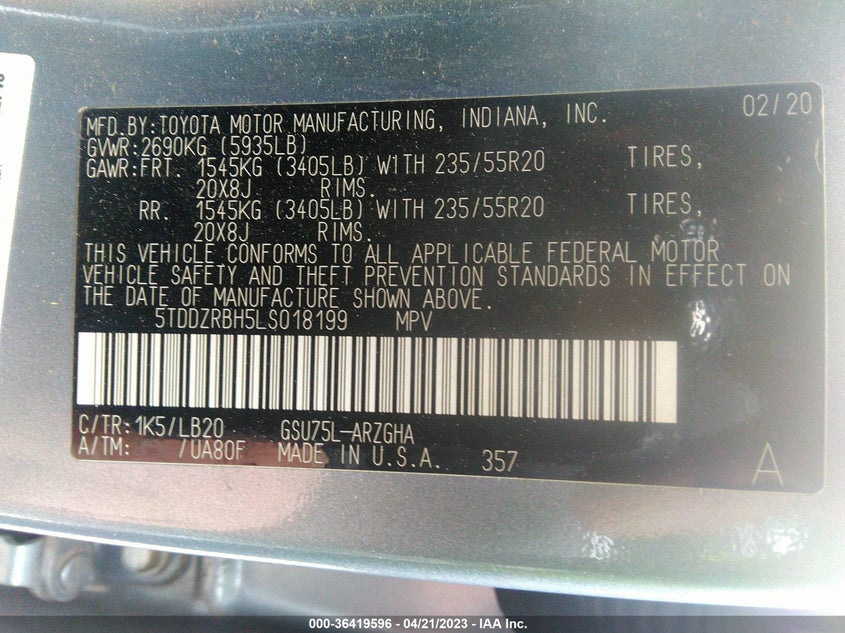 MFD.BY:TOYOTA MOTOR MANUFACTURING, INDIANA, INC. 02/20
GVWR:2690KG (5935LB)
GAWR:FRT. 1545KG (3405LB) WITH 235/55R20 TIRES,
20X8J RIMS.
RR. 1545KG (3405LB) WITH 235/55R20 TIRES,
20X8J RIMS.
THIS VEHICLE CONFORMS TO ALL APPLICABLE FEDERAL MOTOR
VEHICLE SAFETY AND THEFT PREVENTION STANDARDS IN EFFECT ON
THE DATE OF MANUFACTURE SHOWN ABOVE.
5TDDZRBH5LS018199 MPV
C/TR:1K5/LB20 GSU75L-ARZGHA
A/TM: /UA80F MADE IN U.S.A. 357 A
000-36419596 - 04/21/2023 - IAA Inc.